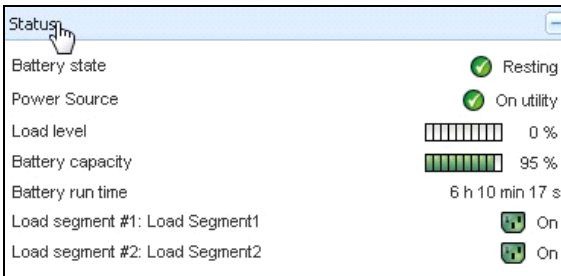 Status
Battery state Resting
Power Source On utility
Load level 0 %
Battery capacity 95 %
Battery run time 6 h 10 min 17 s
Load segment #1: Load Segment1 On
Load segment #2: Load Segment2 On